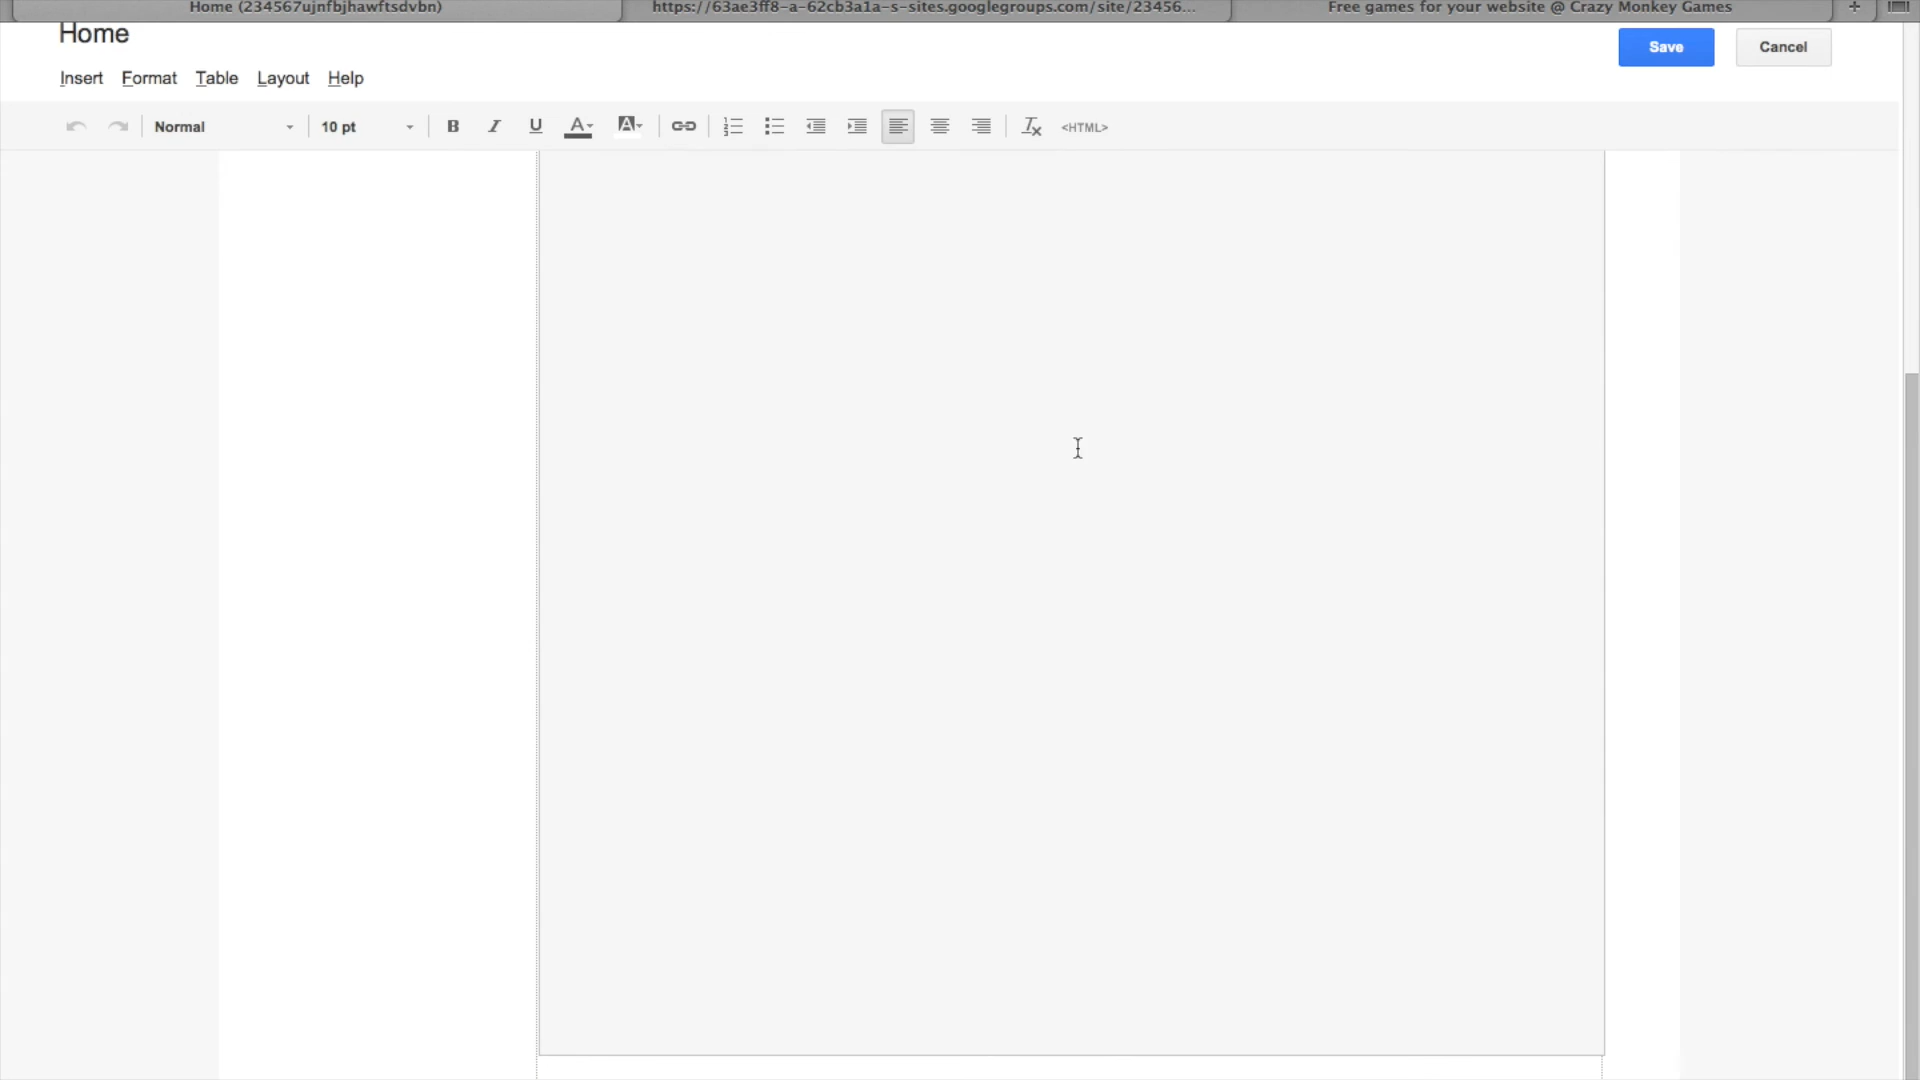 Home (234567ujnfbjhawftsdvbn) https://63ae3ff8-a-62cb3a1a-s-sites.googlegroups.com/site/23456... Free games for your website @ Crazy Monkey Games +
Home
Save Cancel
Insert Format Table Layout Help
Normal 10 pt B I U A A <HTML>